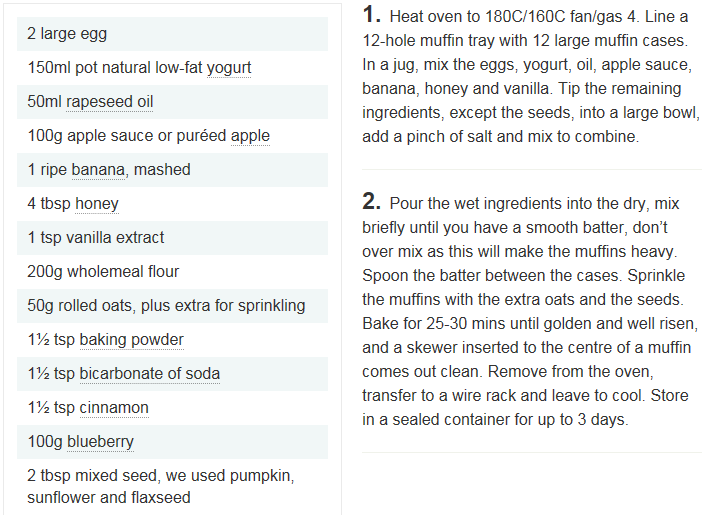 2 large egg
150ml pot natural low-fat yogurt
50ml rapeseed oil
100g apple sauce or puréed apple
1 ripe banana, mashed
4 tbsp honey
1 tsp vanilla extract
200g wholemeal flour
50g rolled oats, plus extra for sprinkling
1½ tsp baking powder
1½ tsp bicarbonate of soda
1½ tsp cinnamon
100g blueberry
2 tbsp mixed seed, we used pumpkin,
sunflower and flaxseed
1. Heat oven to 180C/160C fan/gas 4. Line a
12-hole muffin tray with 12 large muffin cases.
In a jug, mix the eggs, yogurt, oil, apple sauce,
banana, honey and vanilla. Tip the remaining
ingredients, except the seeds, into a large bowl,
add a pinch of salt and mix to combine.
2. Pour the wet ingredients into the dry, mix
briefly until you have a smooth batter, don’t
over mix as this will make the muffins heavy.
Spoon the batter between the cases. Sprinkle
the muffins with the extra oats and the seeds.
Bake for 25-30 mins until golden and well risen,
and a skewer inserted to the centre of a muffin
comes out clean. Remove from the oven,
transfer to a wire rack and leave to cool. Store
in a sealed container for up to 3 days.